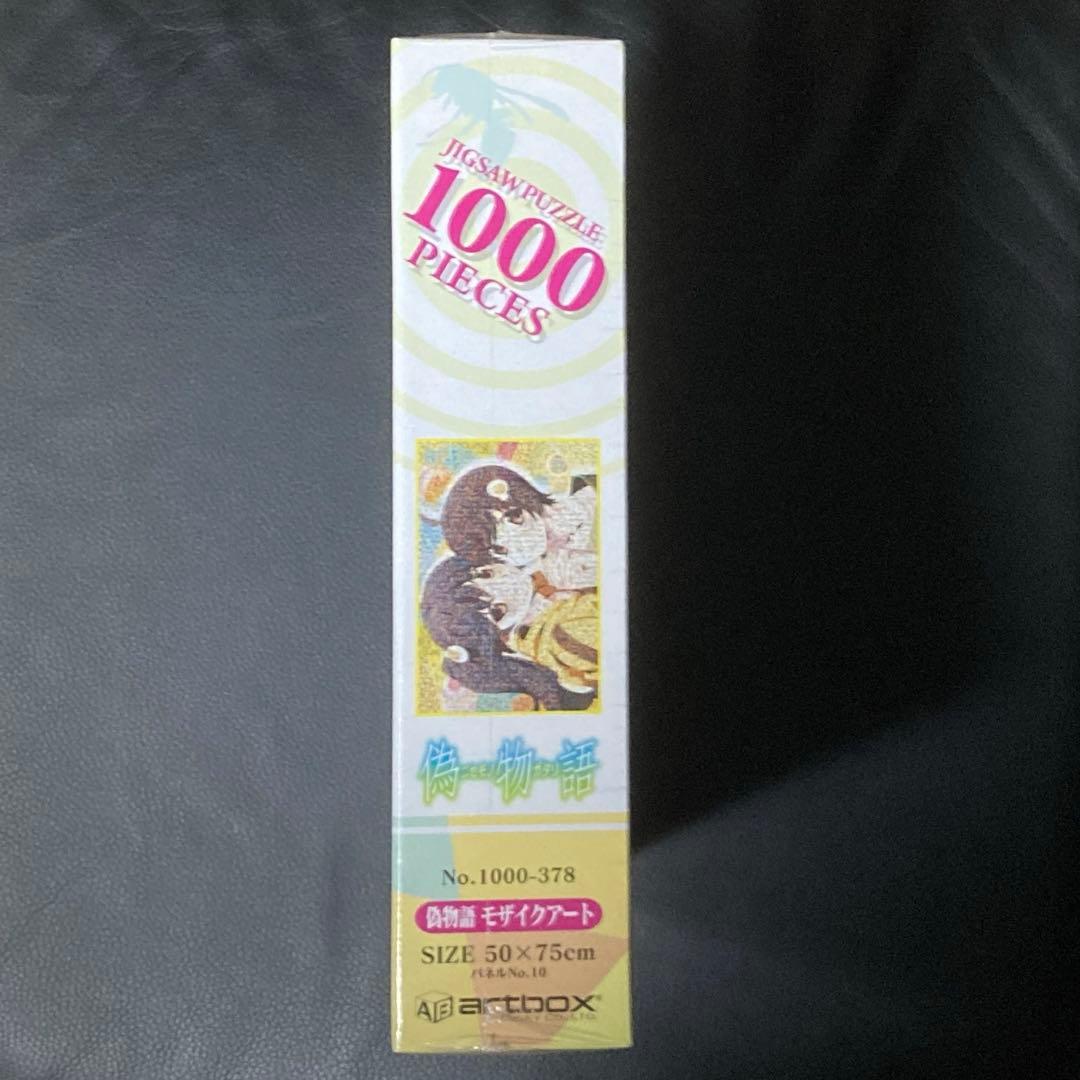 JIGSAW PUZZLE
1000
PIECES
偽物語
No.1000-378
偽物語 モザイクアート
SIZE 50×75cm
パネルNo.10
AB artbox